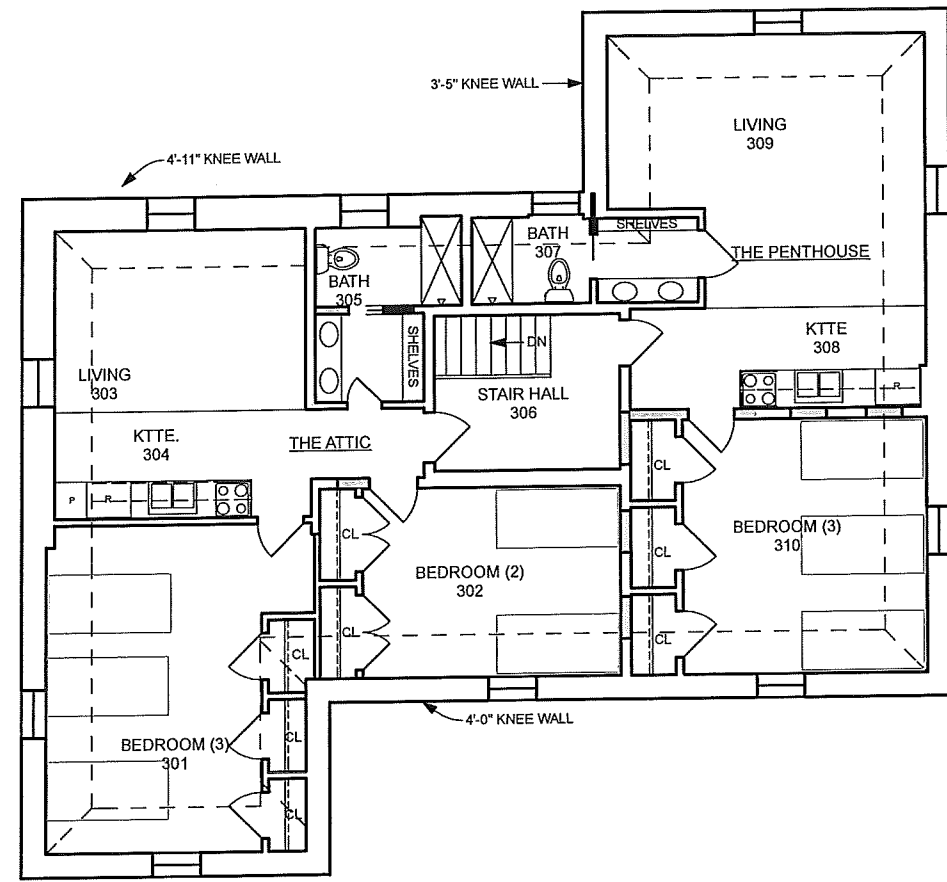 3'-5" KNEE WALL
LIVING
309
4'-11" KNEE WALL
BATH
307
SHELVES
THE PENTHOUSE
BATH
305
SHELVES
DN
STAIR HALL
306
KTTE
308
R
LIVING
303
KTTE.
304
THE ATTIC
P
R
CL
CL
CL
CL
CL
BEDROOM (3)
310
BEDROOM (2)
302
CL
CL
CL
BEDROOM (3)
301
4'-0" KNEE WALL